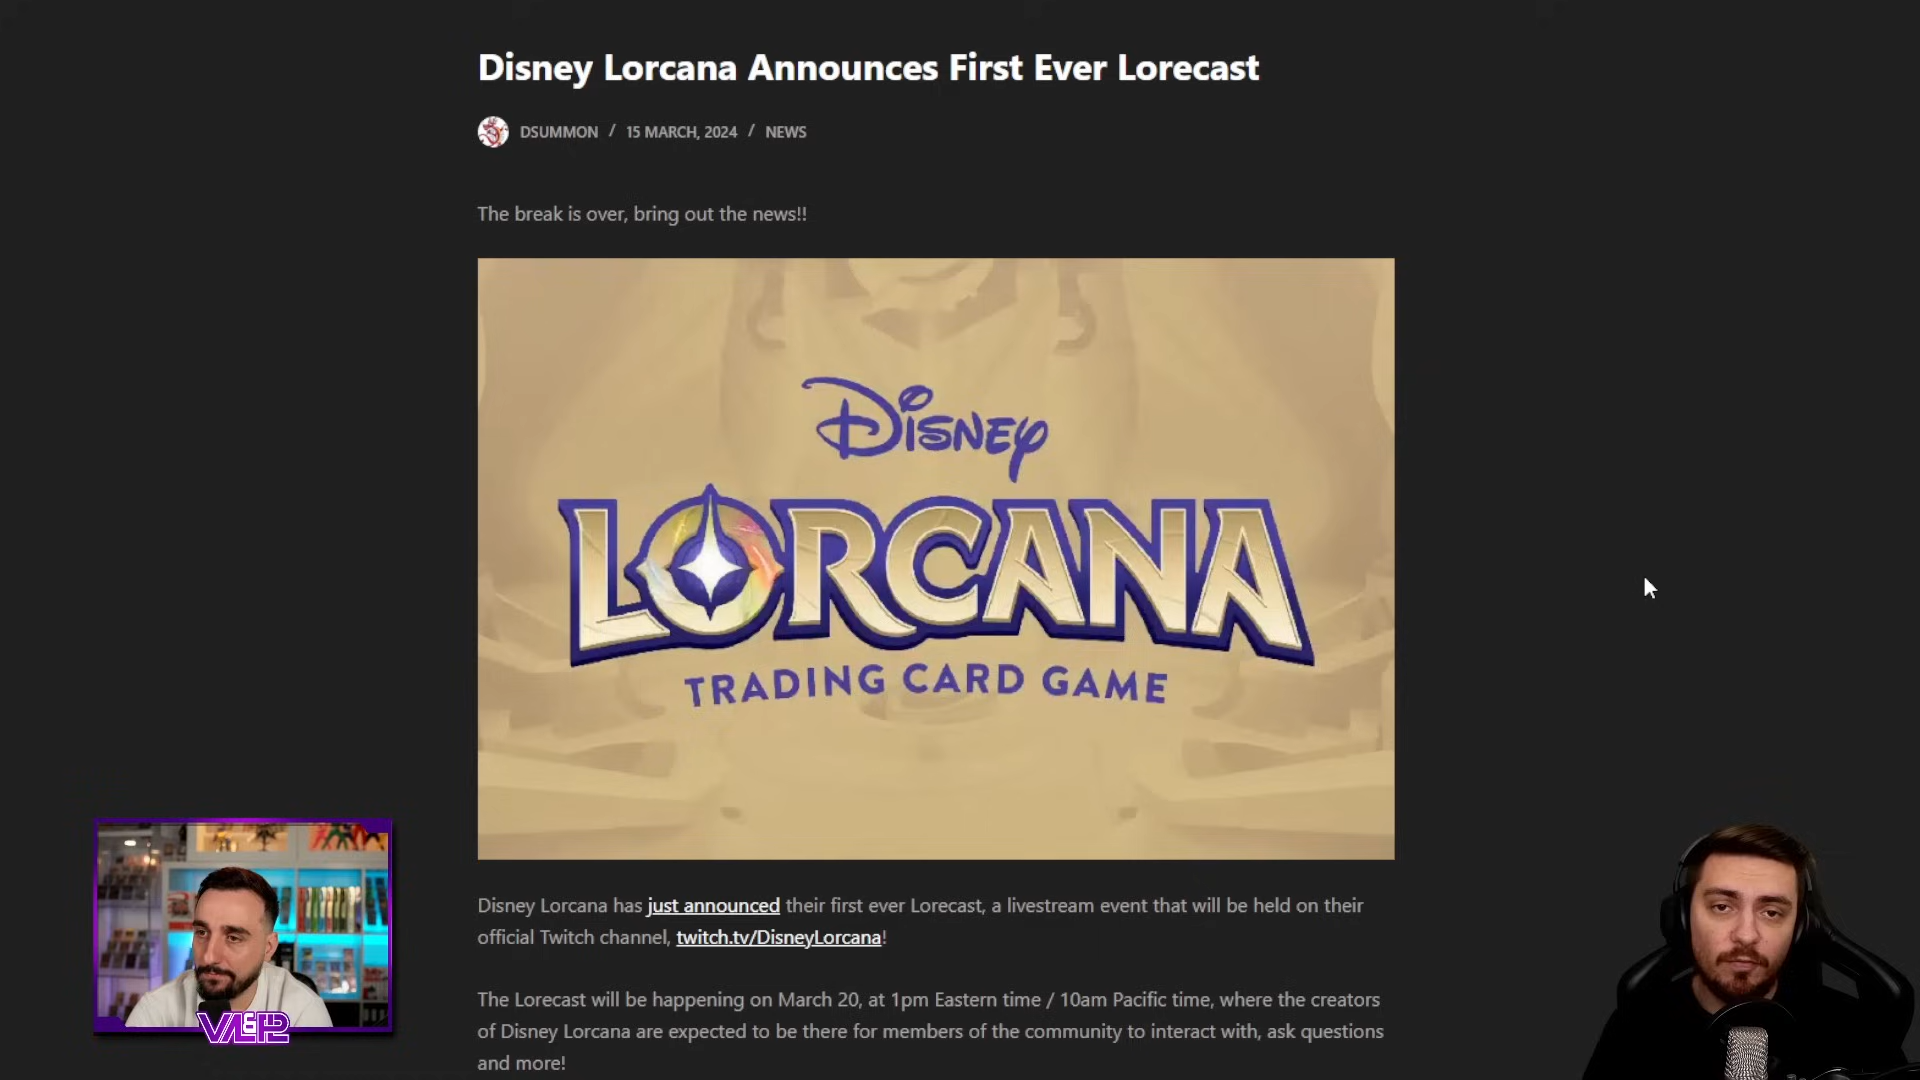 Disney Lorcana Announces First Ever Lorecast
DSUMMON / 15 MARCH, 2024 / NEWS
The break is over, bring out the news!!
Disney
LORCANA
TRADING CARD GAME
Disney Lorcana has just announced their first ever Lorecast, a livestream event that will be held on their
official Twitch channel, twitch.tv/DisneyLorcana!
The Lorecast will be happening on March 20, at 1pm Eastern time / 10am Pacific time, where the creators
of Disney Lorcana are expected to be there for members of the community to interact with, ask questions
and more!